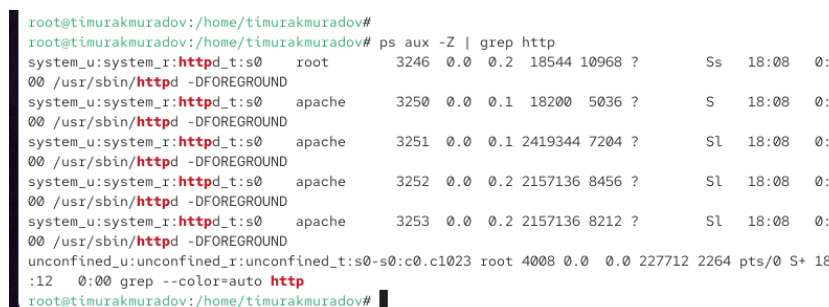 root@timurakmuradov:/home/timurakmuradov#
root@timurakmuradov:/home/timurakmuradov# ps aux -Z | grep http
system_u:system_r:httpd_t:s0    root        3246  0.0  0.2  18544 10968 ?        Ss   18:08   0:
00 /usr/sbin/httpd -DFOREGROUND
system_u:system_r:httpd_t:s0    apache      3250  0.0  0.1  18200  5036 ?        S    18:08   0:
00 /usr/sbin/httpd -DFOREGROUND
system_u:system_r:httpd_t:s0    apache      3251  0.0  0.1 2419344 7204 ?        Sl   18:08   0:
00 /usr/sbin/httpd -DFOREGROUND
system_u:system_r:httpd_t:s0    apache      3252  0.0  0.2 2157136 8456 ?        Sl   18:08   0:
00 /usr/sbin/httpd -DFOREGROUND
system_u:system_r:httpd_t:s0    apache      3253  0.0  0.2 2157136 8212 ?        Sl   18:08   0:
00 /usr/sbin/httpd -DFOREGROUND
unconfined_u:unconfined_r:unconfined_t:s0-s0:c0.c1023 root 4008 0.0  0.0 227712 2264 pts/0 S+ 18
:12   0:00 grep --color=auto http
root@timurakmuradov:/home/timurakmuradov#